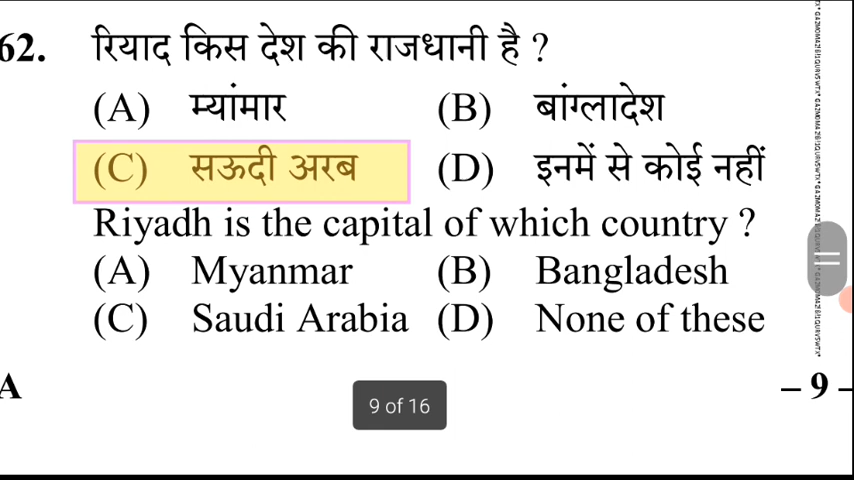 62. रियाद किस देश की राजधानी है ?
(A) म्यांमार (B) बांग्लादेश
(C) सऊदी अरब (D) इनमें से कोई नहीं
Riyadh is the capital of which country ?
(A) Myanmar (B) Bangladesh
(C) Saudi Arabia (D) None of these
A – 9 –
9 of 16